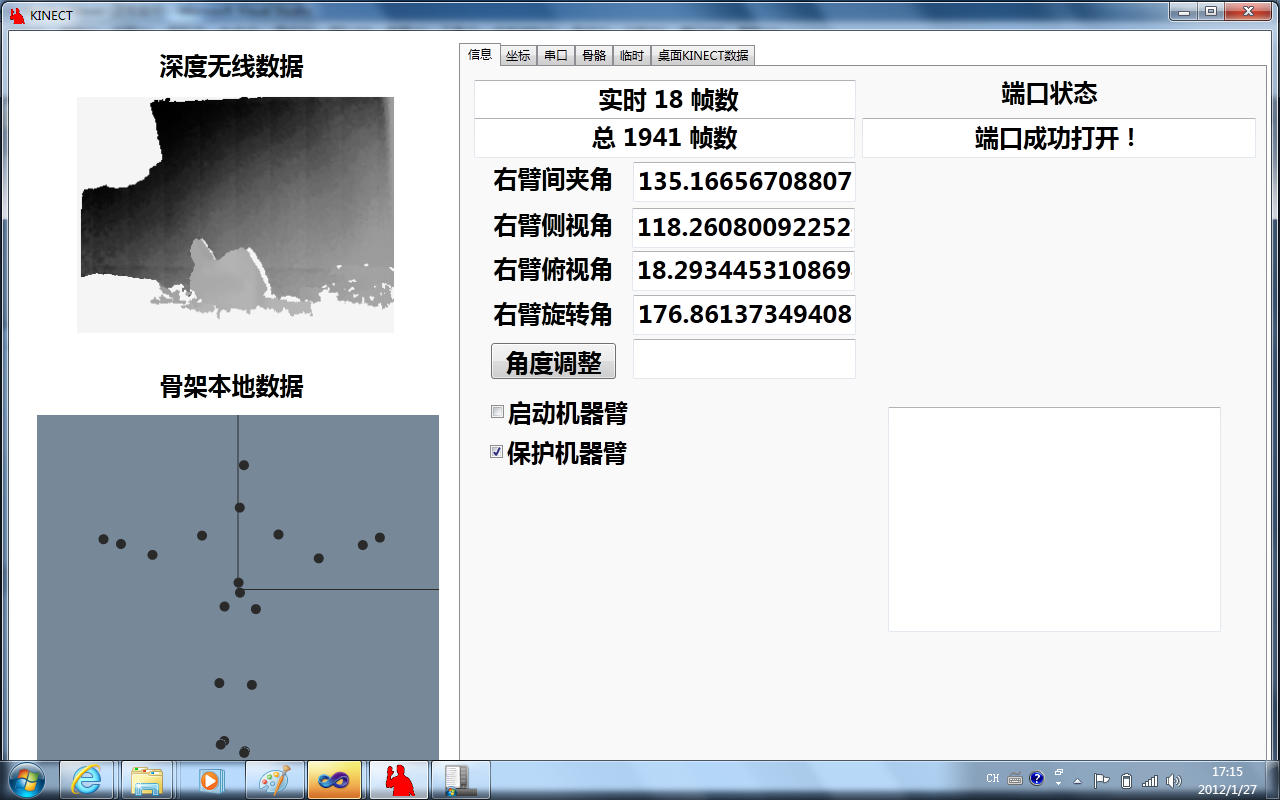 KINECT
深度无线数据
骨架本地数据
信息 坐标 串口 骨骼 临时 桌面KINECT数据
实时 18 帧数
总 1941 帧数
端口状态
端口成功打开！
右臂间夹角 135.16656708807
右臂侧视角 118.26080092252
右臂俯视角 18.293445310869
右臂旋转角 176.86137349408
角度调整
启动机器臂
保护机器臂
CH
17:15
2012/1/27